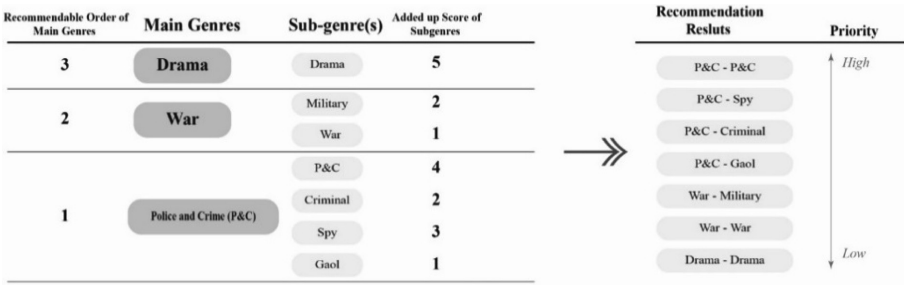 Recommendable Order of
Main Genres
Main Genres
Sub-genre(s)
Added up Score of
Subgenres
3
Drama
Drama
5
2
War
Military
2
War
1
1
Police and Crime (P&C)
P&C
4
Criminal
2
Spy
3
Gaol
1
Recommendation
Resluts
Priority
P&C - P&C
High
P&C - Spy
P&C - Criminal
P&C - Gaol
War - Military
War - War
Drama - Drama
Low